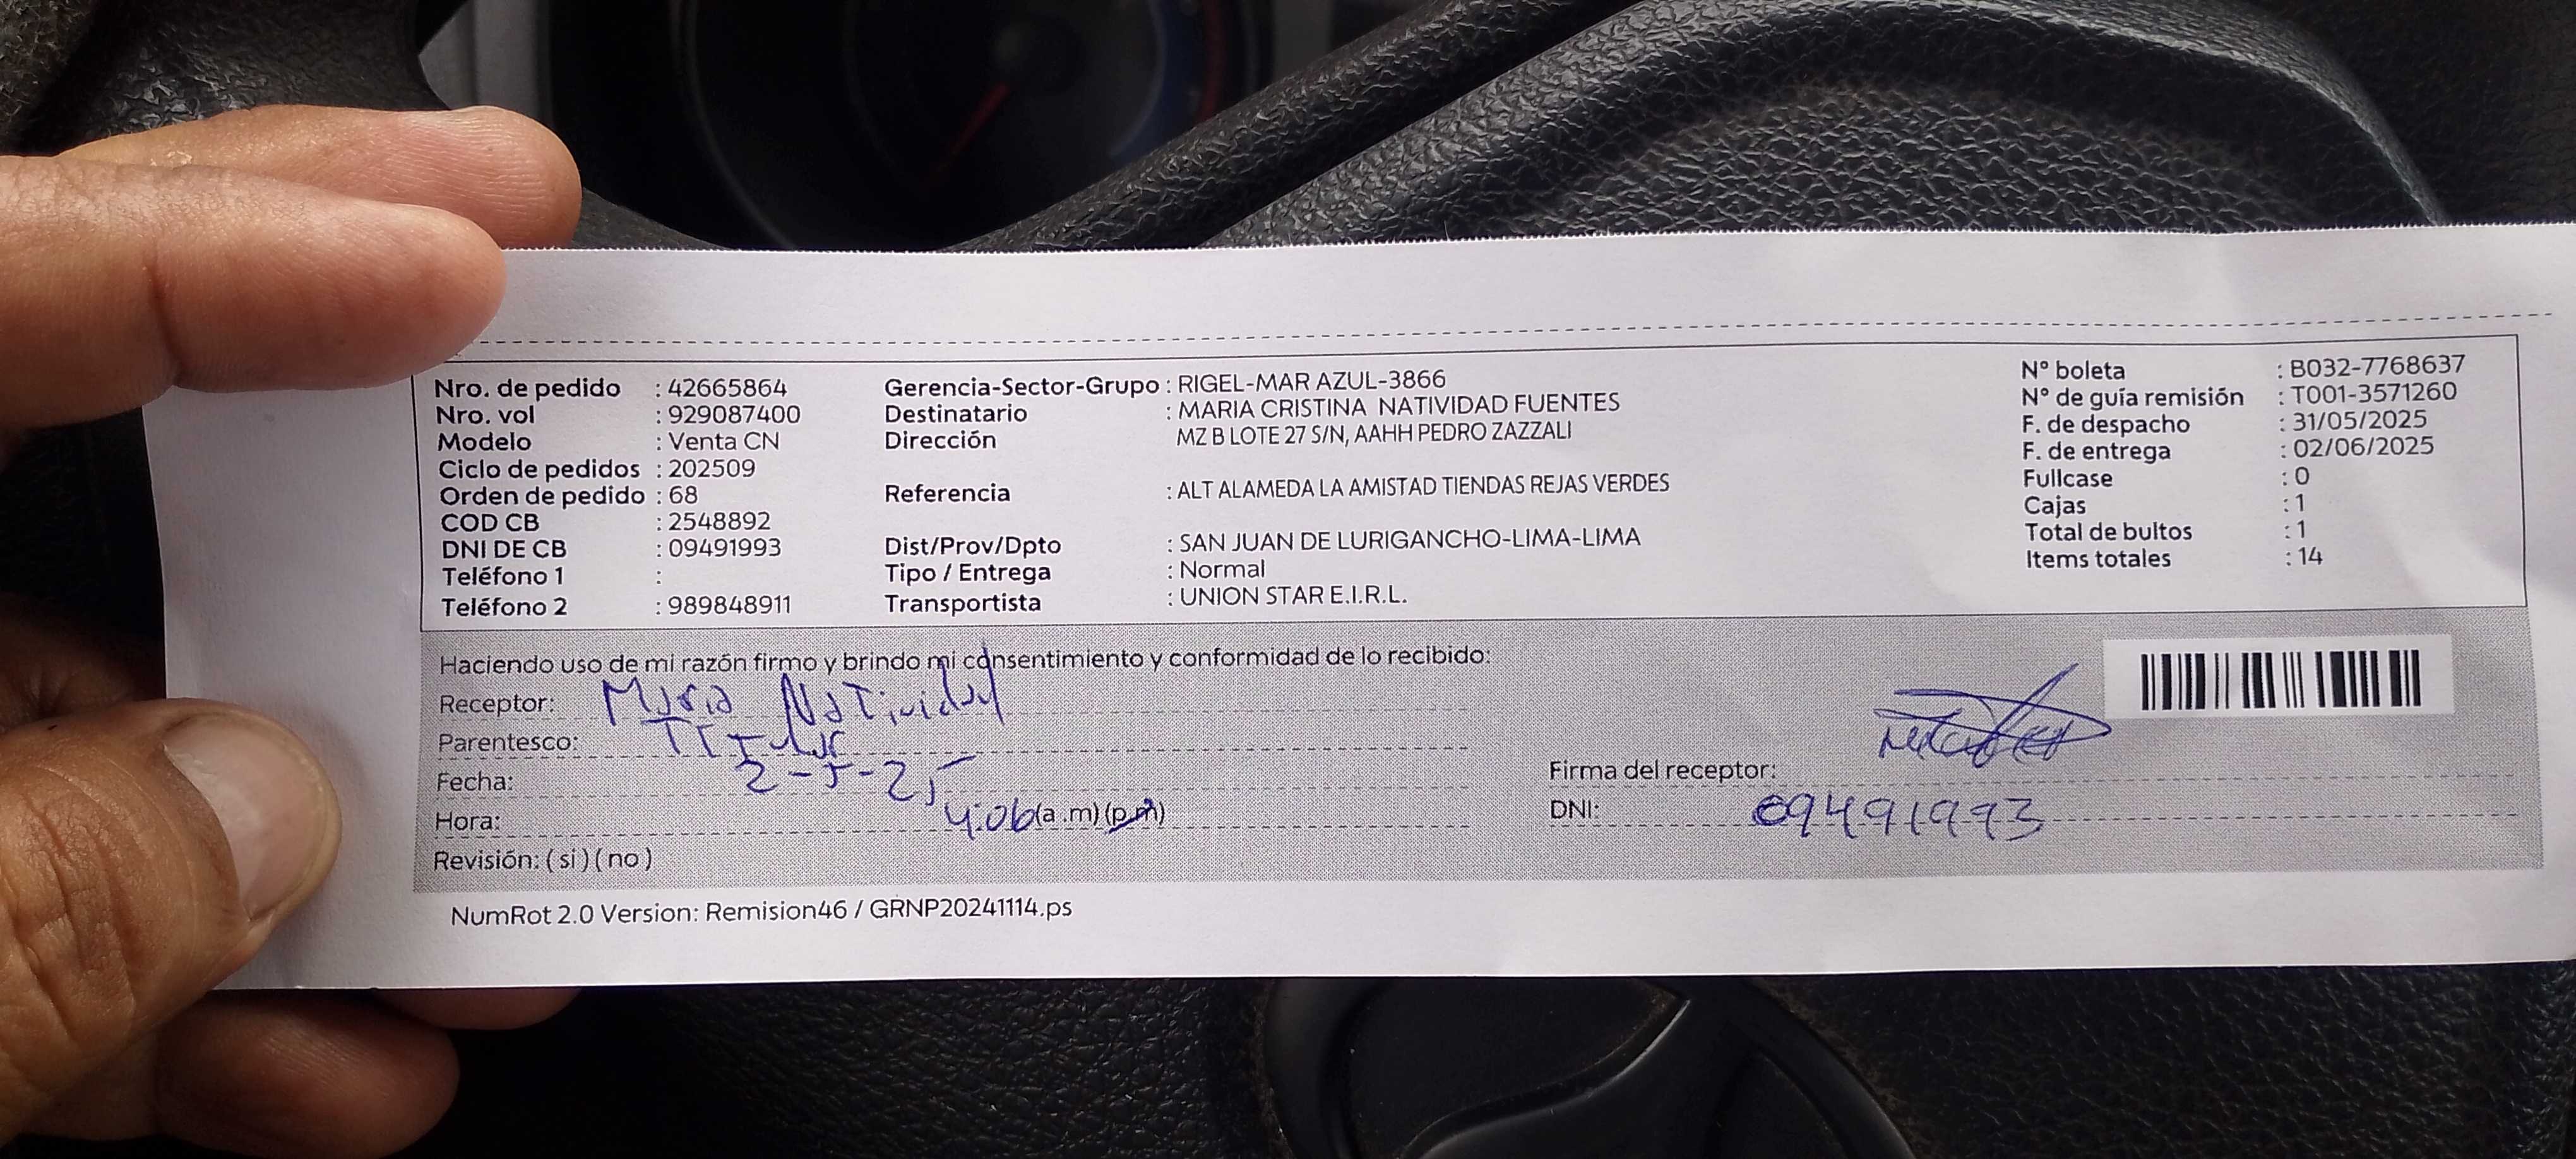 Nro. de pedido : 42665864
Nro. vol : 929087400
Modelo : Venta CN
Ciclo de pedidos : 202509
Orden de pedido : 68
COD CB : 2548892
DNI DE CB : 09491993
Teléfono 1 :
Teléfono 2 : 989848911
Gerencia-Sector-Grupo : RIGEL-MAR AZUL-3866
Destinatario : MARIA CRISTINA NATIVIDAD FUENTES
Dirección MZ B LOTE 27 S/N, AAHH PEDRO ZAZZALI
Referencia : ALT ALAMEDA LA AMISTAD TIENDAS REJAS VERDES
Dist/Prov/Dpto : SAN JUAN DE LURIGANCHO-LIMA-LIMA
Tipo / Entrega : Normal
Transportista : UNION STAR E.I.R.L.
N° boleta : B032-7768637
N° de guía remisión : T001-3571260
F. de despacho : 31/05/2025
F. de entrega : 02/06/2025
Fullcase : 0
Cajas : 1
Total de bultos : 1
Items totales : 14
Haciendo uso de mi razón firmo y brindo mi consentimiento y conformidad de lo recibido:
Receptor: Maria Natividad
Parentesco: Titular
Fecha: 2-5-25
Hora: 4:06 (a .m) (p.m)
Revisión: ( si ) ( no )
Firma del receptor:
DNI: 09491993
NumRot 2.0 Version: Remision46 / GRNP20241114.ps